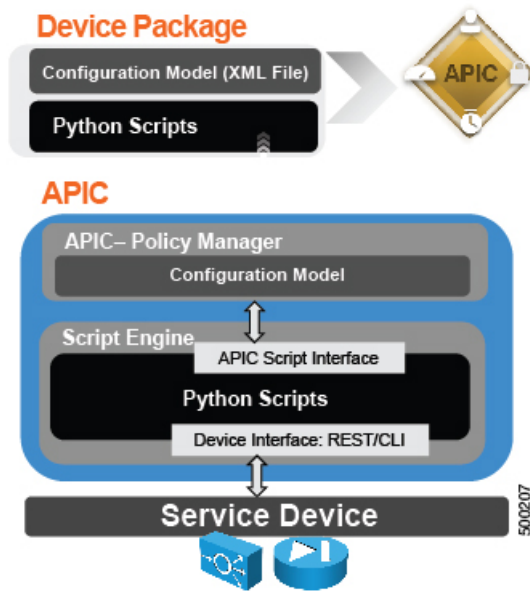 Device Package
Configuration Model (XML File)
Python Scripts
APIC
APIC
APIC– Policy Manager
Configuration Model
Script Engine
APIC Script Interface
Python Scripts
Device Interface: REST/CLI
Service Device
500207